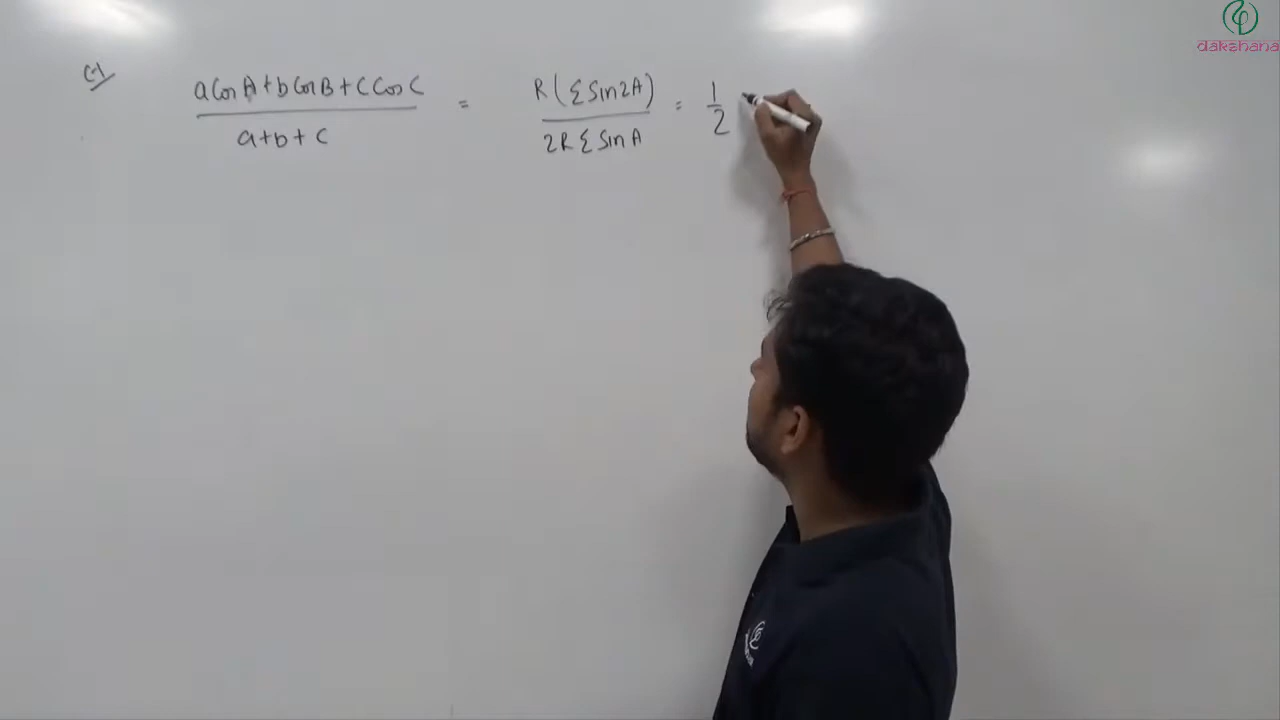 C-1
(aCosA+bCosB+cCosC)/(a+b+c) = R(ΣSin2A)/(2RΣSinA) = 1/2
dakshana